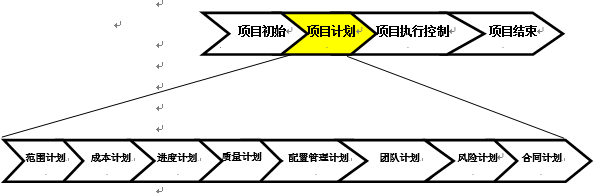 项目初始 项目计划 项目执行控制 项目结束
范围计划 成本计划 进度计划 质量计划 配置管理计划 团队计划 风险计划 合同计划